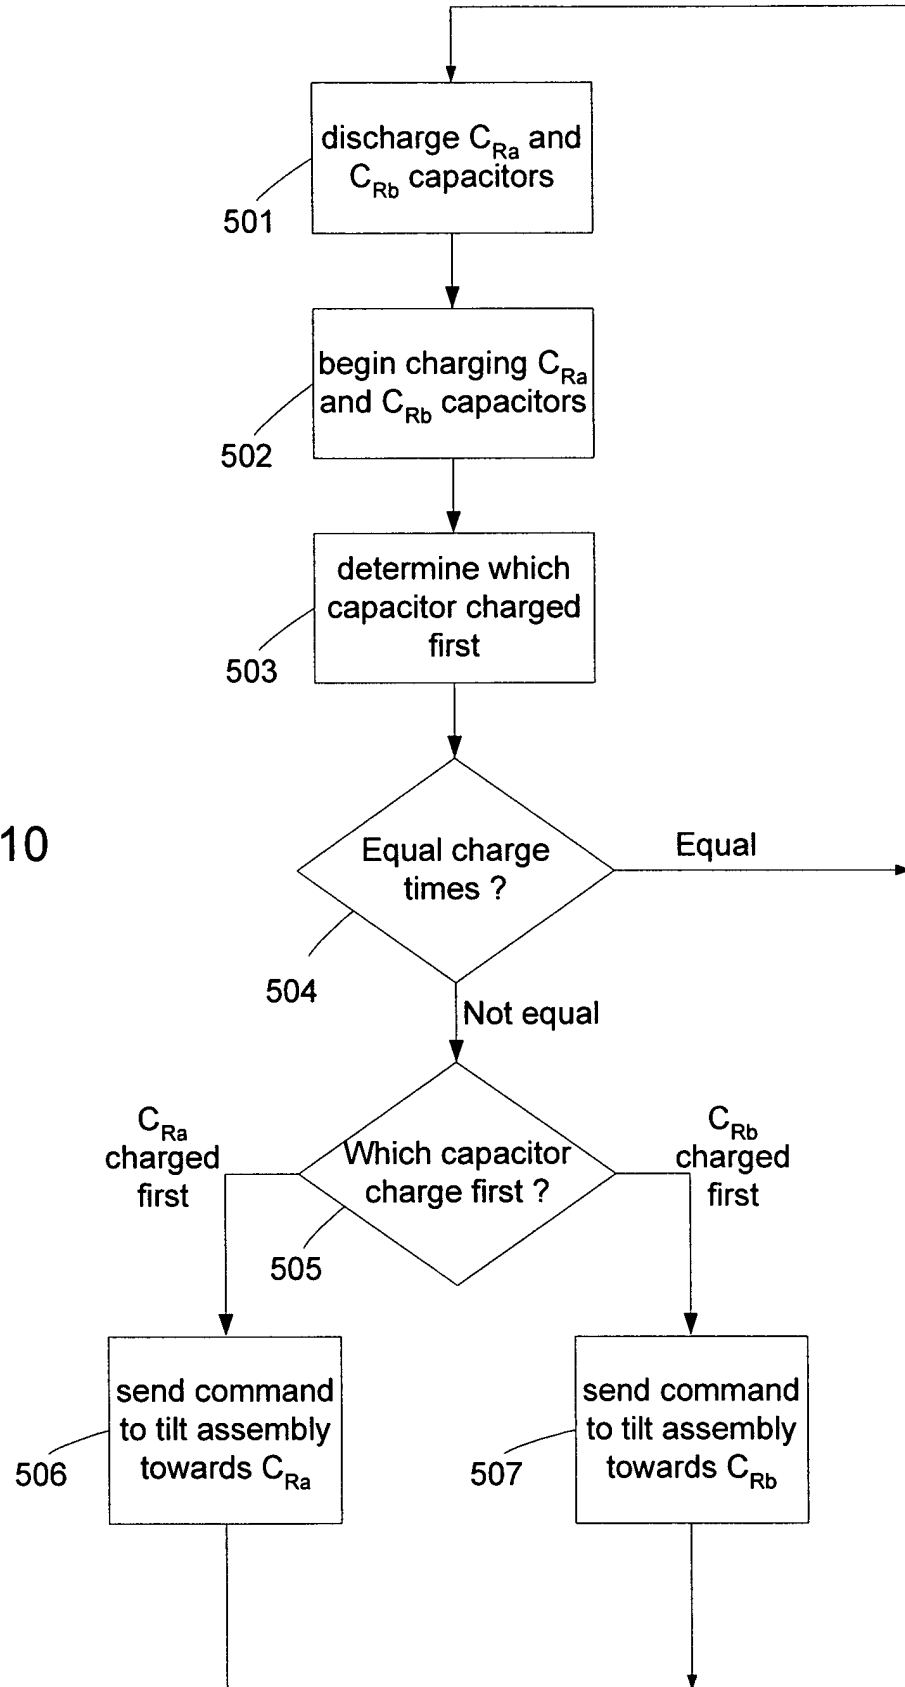 discharge C_Ra and
C_Rb capacitors
501
begin charging C_Ra
and C_Rb capacitors
502
determine which
capacitor charged
first
503
10
Equal charge
times ?
Equal
504
Not equal
C_Ra
charged
first
Which capacitor
charge first ?
C_Rb
charged
first
505
send command
to tilt assembly
towards C_Ra
506
send command
to tilt assembly
towards C_Rb
507